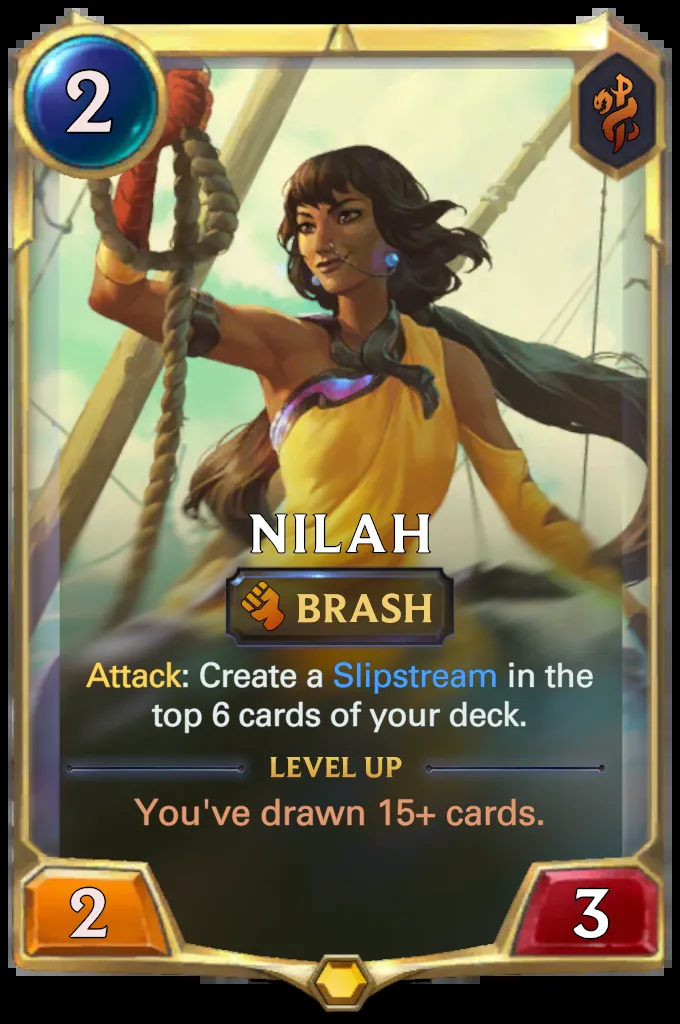 2
NILAH
BRASH
Attack: Create a Slipstream in the
top 6 cards of your deck.
LEVEL UP
You've drawn 15+ cards.
2
3